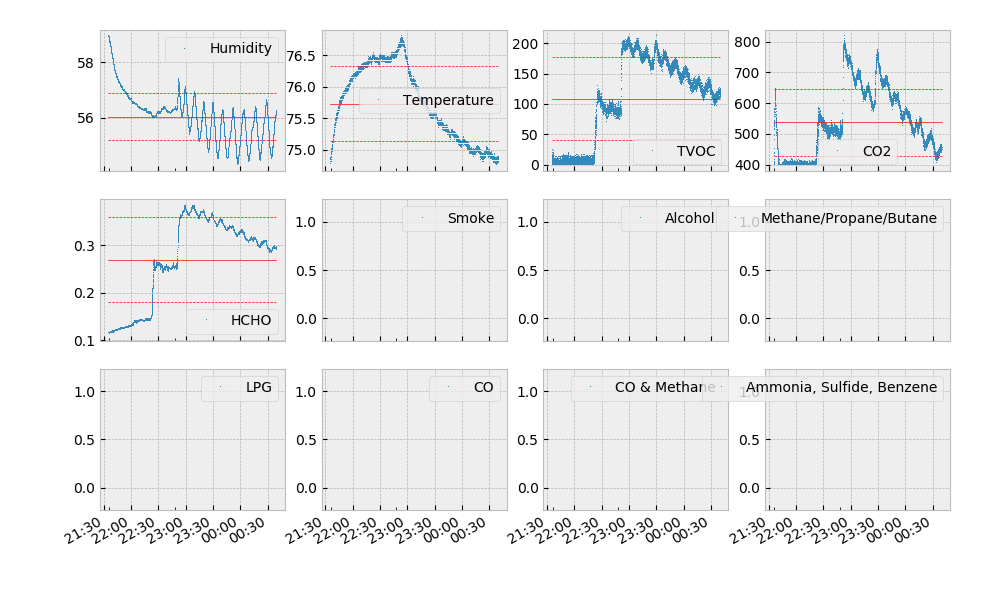 Humidity
58
56
Temperature
76.5
76.0
75.5
75.0
TVOC
200
150
100
50
0
CO2
800
700
600
500
400
HCHO
0.3
0.2
0.1
Smoke
1.0
0.5
0.0
Alcohol
1.0
0.5
0.0
Methane/Propane/Butane
1.0
0.5
0.0
LPG
1.0
0.5
0.0
21:30 22:00 22:30 23:00 23:30 00:00 00:30
CO
1.0
0.5
0.0
21:30 22:00 22:30 23:00 23:30 00:00 00:30
CO & Methane
1.0
0.5
0.0
21:30 22:00 22:30 23:00 23:30 00:00 00:30
Ammonia, Sulfide, Benzene
1.0
0.5
0.0
21:30 22:00 22:30 23:00 23:30 00:00 00:30